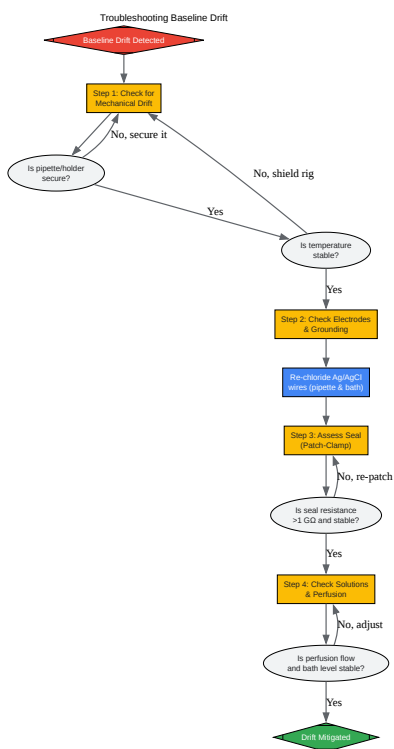 Troubleshooting Baseline Drift
Baseline Drift Detected
Step 1: Check for
Mechanical Drift
No, secure it
Is pipette/holder
secure?
No, shield rig
Yes
Is temperature
stable?
Yes
Step 2: Check Electrodes
& Grounding
Re-chloride Ag/AgCl
wires (pipette & bath)
Step 3: Assess Seal
(Patch-Clamp)
No, re-patch
Is seal resistance
>1 GΩ and stable?
Yes
Step 4: Check Solutions
& Perfusion
No, adjust
Is perfusion flow
and bath level stable?
Yes
Drift Mitigated